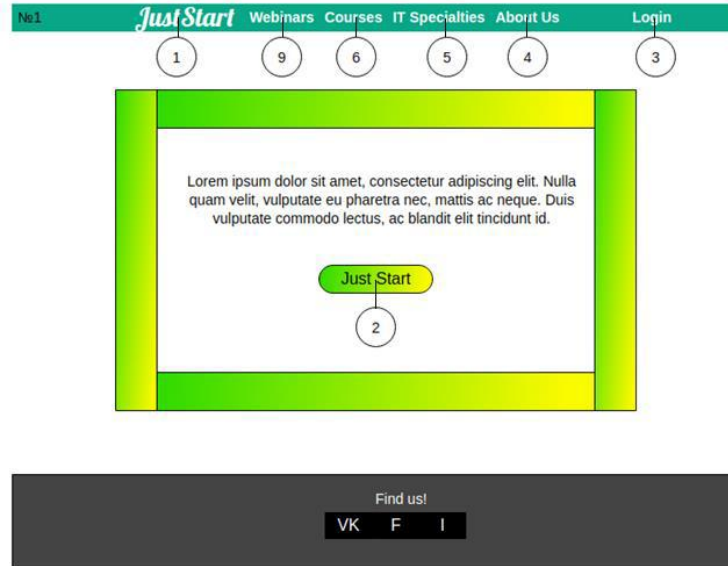 №1 JustStart Webinars Courses IT Specialties About Us Login
1 9 6 5 4 3
Lorem ipsum dolor sit amet, consectetur adipiscing elit. Nulla
quam velit, vulputate eu pharetra nec, mattis ac neque. Duis
vulputate commodo lectus, ac blandit elit tincidunt id.
Just Start
2
Find us!
VK F I